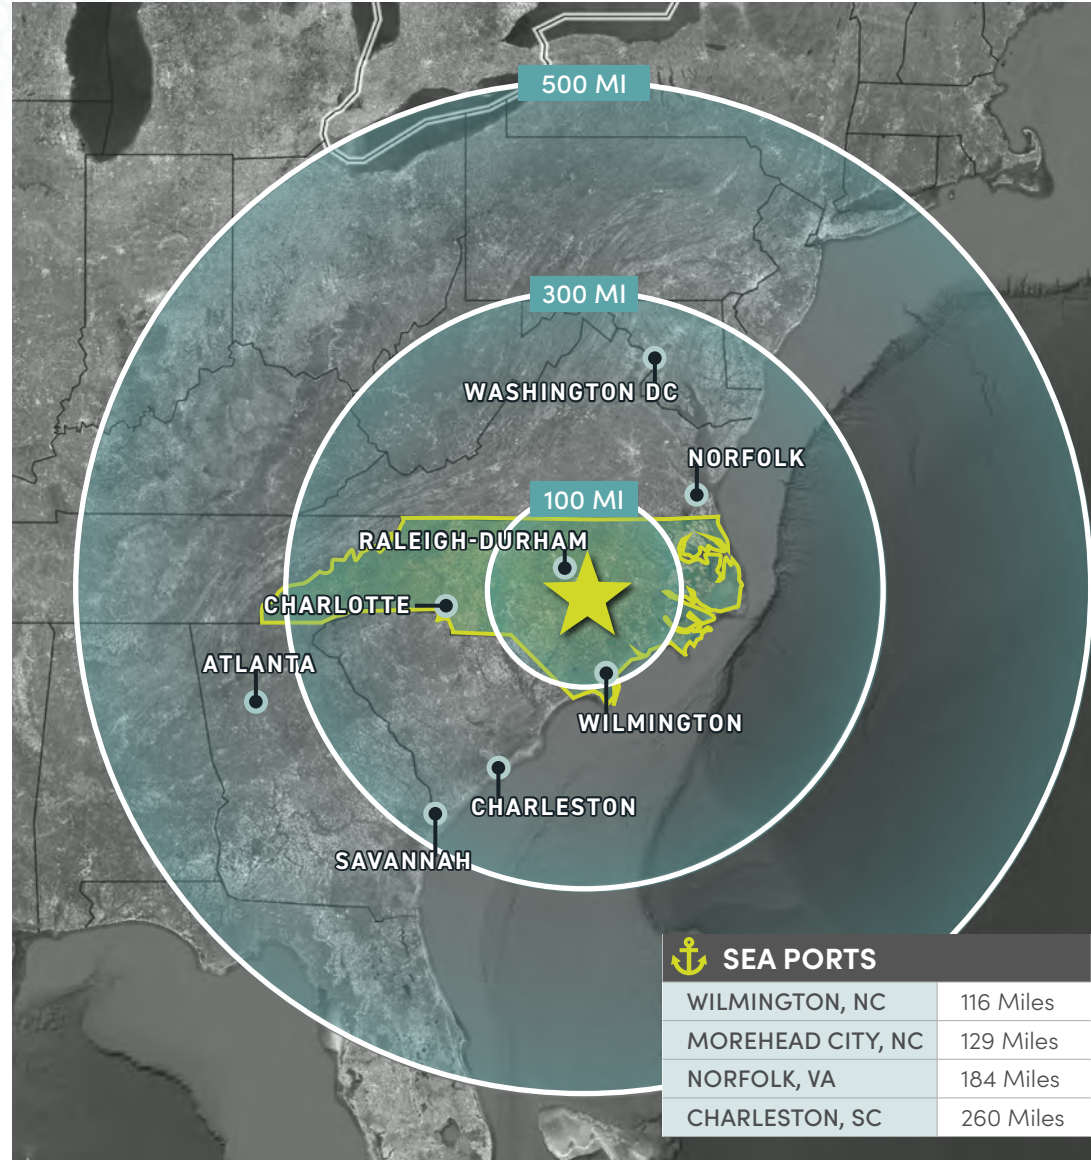 500 MI
300 MI
WASHINGTON DC
NORFOLK
100 MI
RALEIGH-DURHAM
CHARLOTTE
ATLANTA
WILMINGTON
CHARLESTON
SAVANNAH
SEA PORTS
WILMINGTON, NC 116 Miles
MOREHEAD CITY, NC 129 Miles
NORFOLK, VA 184 Miles
CHARLESTON, SC 260 Miles